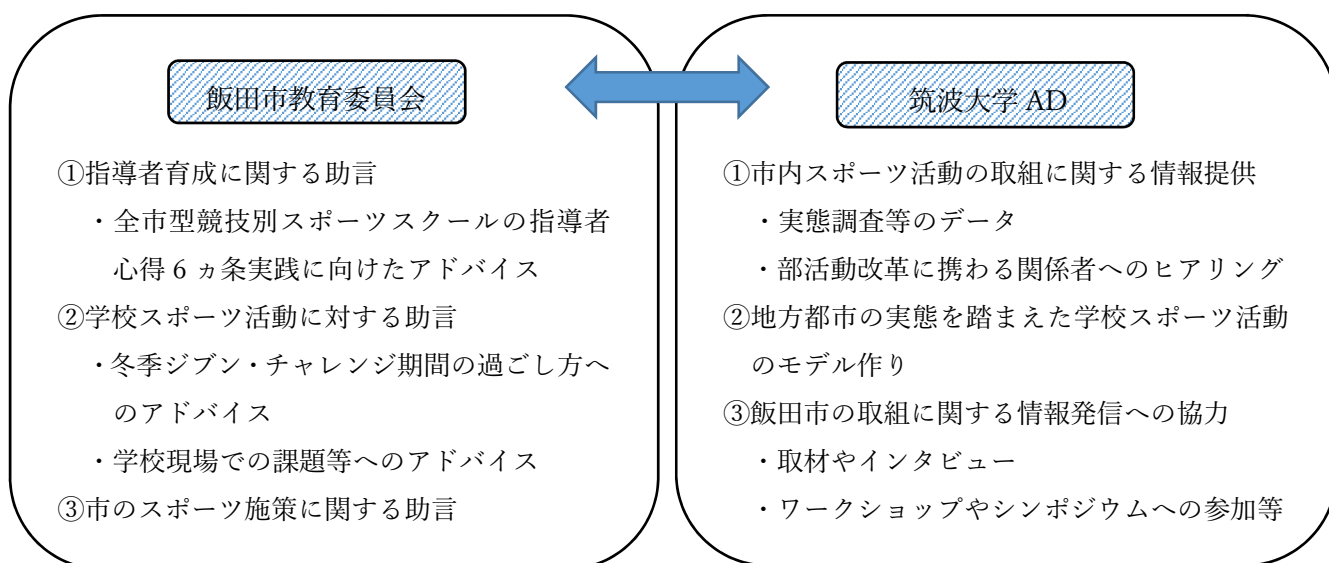 飯田市教育委員会
①指導者育成に関する助言
・全市型競技別スポーツスクールの指導者
心得6ヵ条実践に向けたアドバイス
②学校スポーツ活動に対する助言
・冬季ジブン・チャレンジ期間の過ごし方へ
のアドバイス
・学校現場での課題等へのアドバイス
③市のスポーツ施策に関する助言
筑波大学 AD
①市内スポーツ活動の取組に関する情報提供
・実態調査等のデータ
・部活動改革に携わる関係者へのヒアリング
②地方都市の実態を踏まえた学校スポーツ活動
のモデル作り
③飯田市の取組に関する情報発信への協力
・取材やインタビュー
・ワークショップやシンポジウムへの参加等